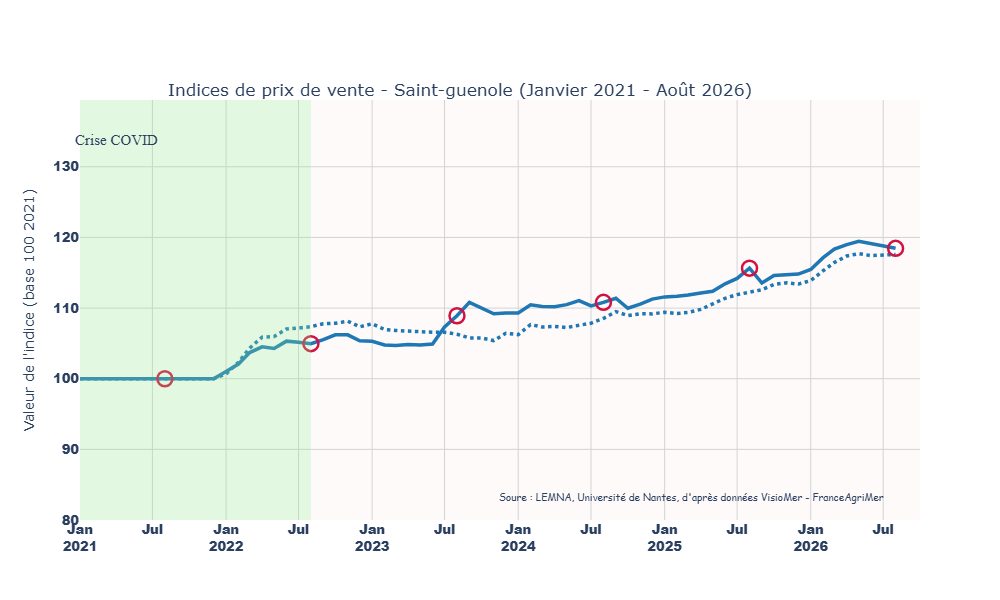 Indices de prix de vente - Saint-guenole (Janvier 2021 - Août 2026)
Crise COVID
Valeur de l'indice (base 100 2021)
130
120
110
100
90
80
Soure : LEMNA, Université de Nantes, d'après données VisioMer - FranceAgriMer
Jan Jul Jan Jul Jan Jul Jan Jul Jan Jul Jan Jul
2021 2022 2023 2024 2025 2026